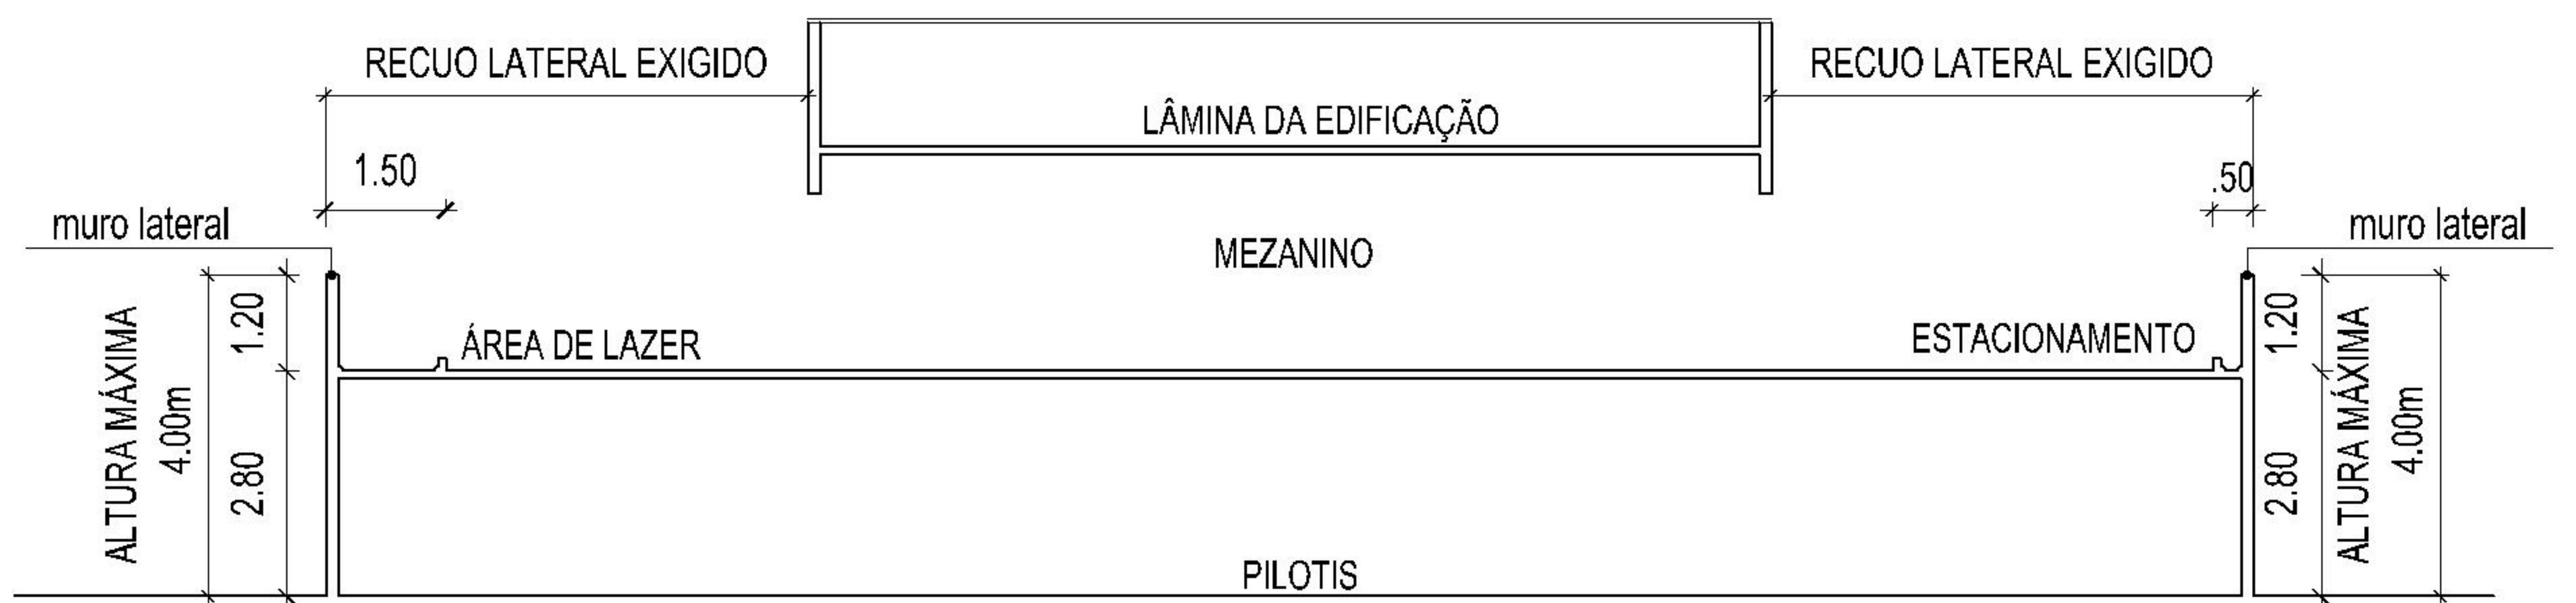 RECUO LATERAL EXIGIDO
RECUO LATERAL EXIGIDO
LÂMINA DA EDIFICAÇÃO
1.50
.50
muro lateral
muro lateral
MEZANINO
1.20
1.20
ÁREA DE LAZER
ESTACIONAMENTO
ALTURA MÁXIMA
4.00m
2.80
2.80
ALTURA MÁXIMA
4.00m
PILOTIS